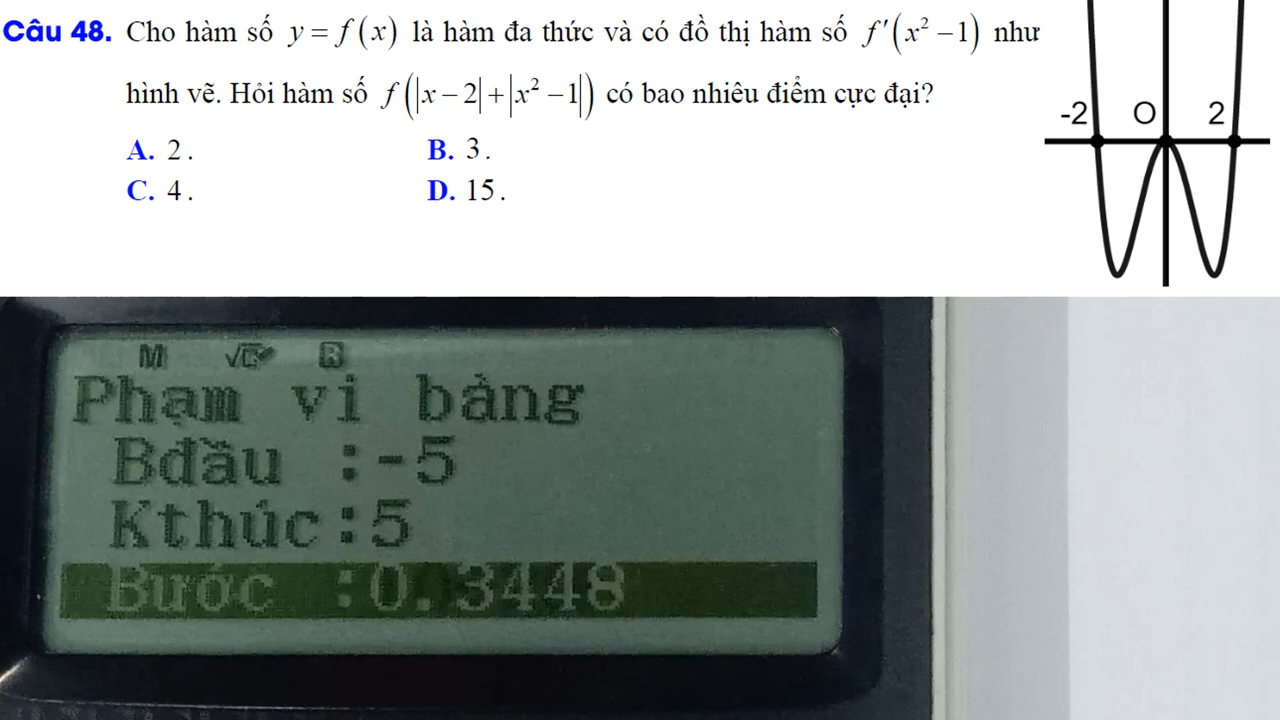 Câu 48. Cho hàm số y = f(x) là hàm đa thức và có đồ thị hàm số f′(x² − 1) như
hình vẽ. Hỏi hàm số f(|x − 2| + |x² − 1|) có bao nhiêu điểm cực đại?
A. 2. B. 3.
C. 4. D. 15.
-2 O 2
M √ R
Phạm vi bảng
Bđầu :-5
Kthúc:5
Bước :0.3448